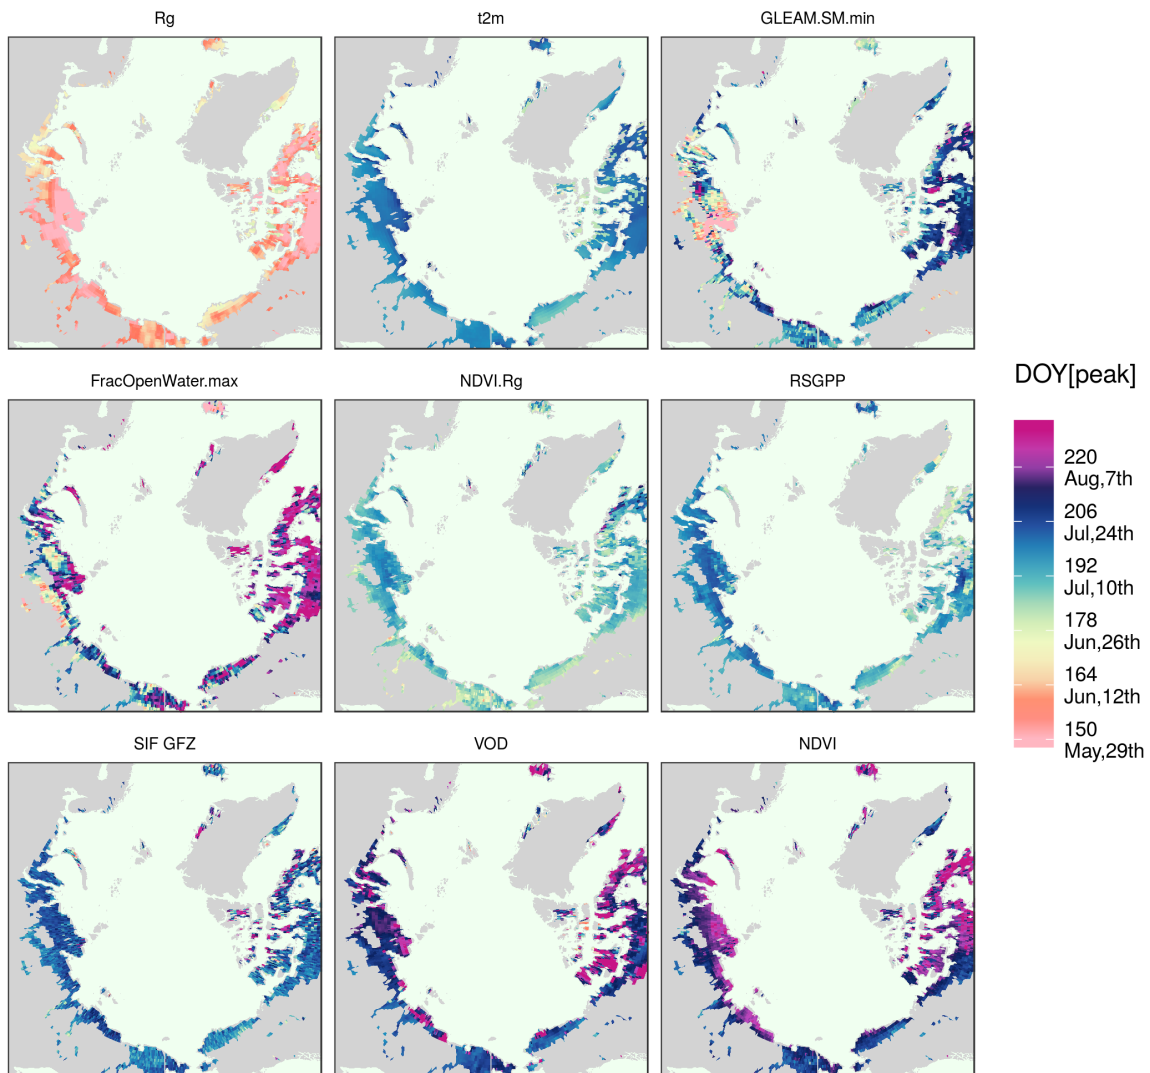 Rg
t2m
GLEAM.SM.min
FracOpenWater.max
NDVI.Rg
RSGPP
DOY[peak]
220
Aug,7th
206
Jul,24th
192
Jul,10th
178
Jun,26th
164
Jun,12th
150
May,29th
SIF GFZ
VOD
NDVI